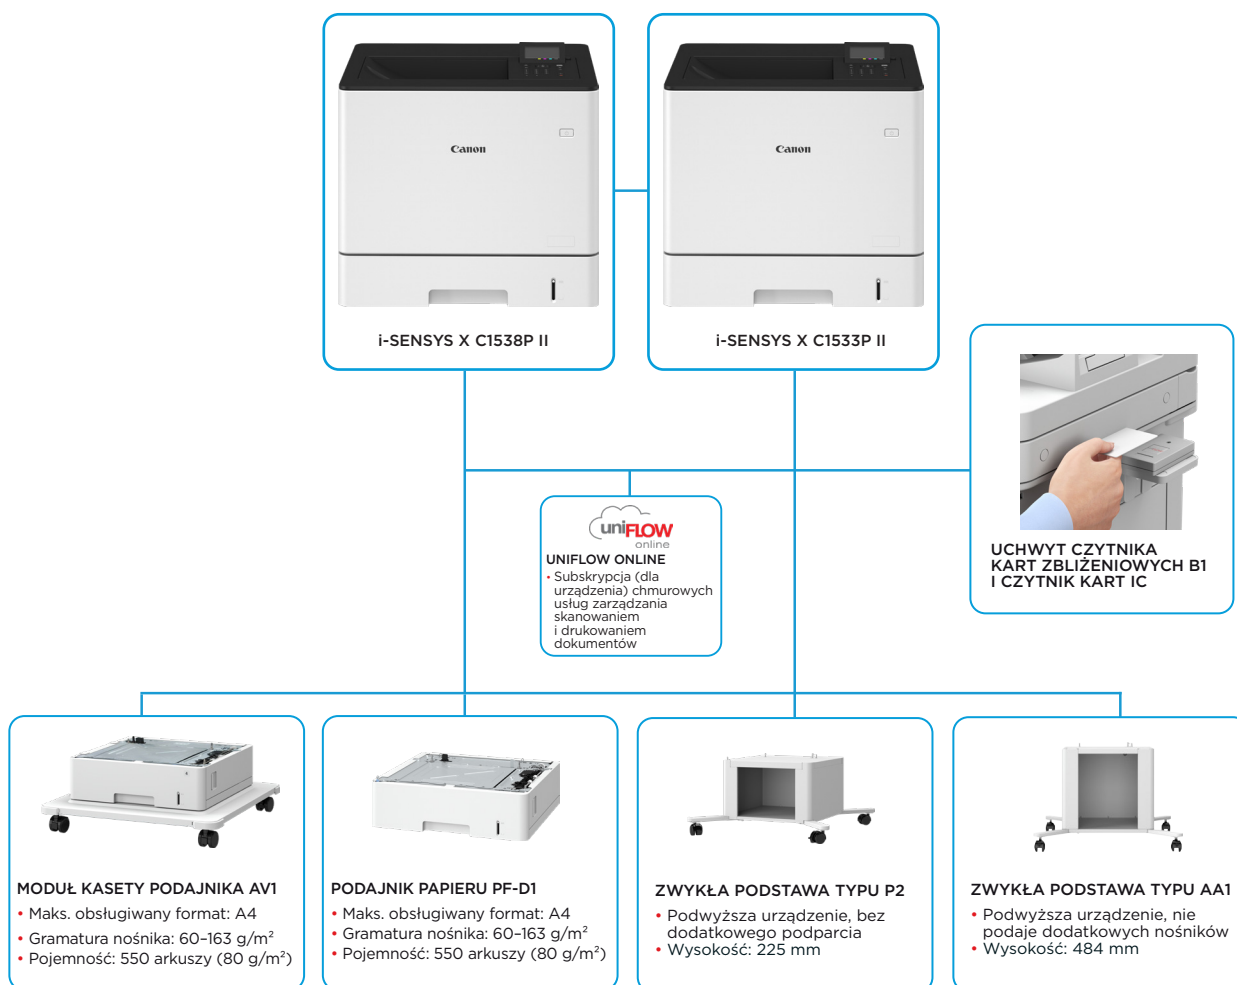 Canon
Canon
i-SENSYS X C1538P II
i-SENSYS X C1533P II
UCHWYT CZYTNIKA
KART ZBLIŻENIOWYCH B1
I CZYTNIK KART IC
uniFLOW
online
UNIFLOW ONLINE
• Subskrypcja (dla
urządzenia) chmurowych
usług zarządzania
skanowaniem
i drukowaniem
dokumentów
MODUŁ KASETY PODAJNIKA AV1
• Maks. obsługiwany format: A4
• Gramatura nośnika: 60–163 g/m²
• Pojemność: 550 arkuszy (80 g/m²)
PODAJNIK PAPIERU PF-D1
• Maks. obsługiwany format: A4
• Gramatura nośnika: 60–163 g/m²
• Pojemność: 550 arkuszy (80 g/m²)
ZWYKŁA PODSTAWA TYPU P2
• Podwyższa urządzenie, bez
dodatkowego podparcia
• Wysokość: 225 mm
ZWYKŁA PODSTAWA TYPU AA1
• Podwyższa urządzenie, nie
podaje dodatkowych nośników
• Wysokość: 484 mm